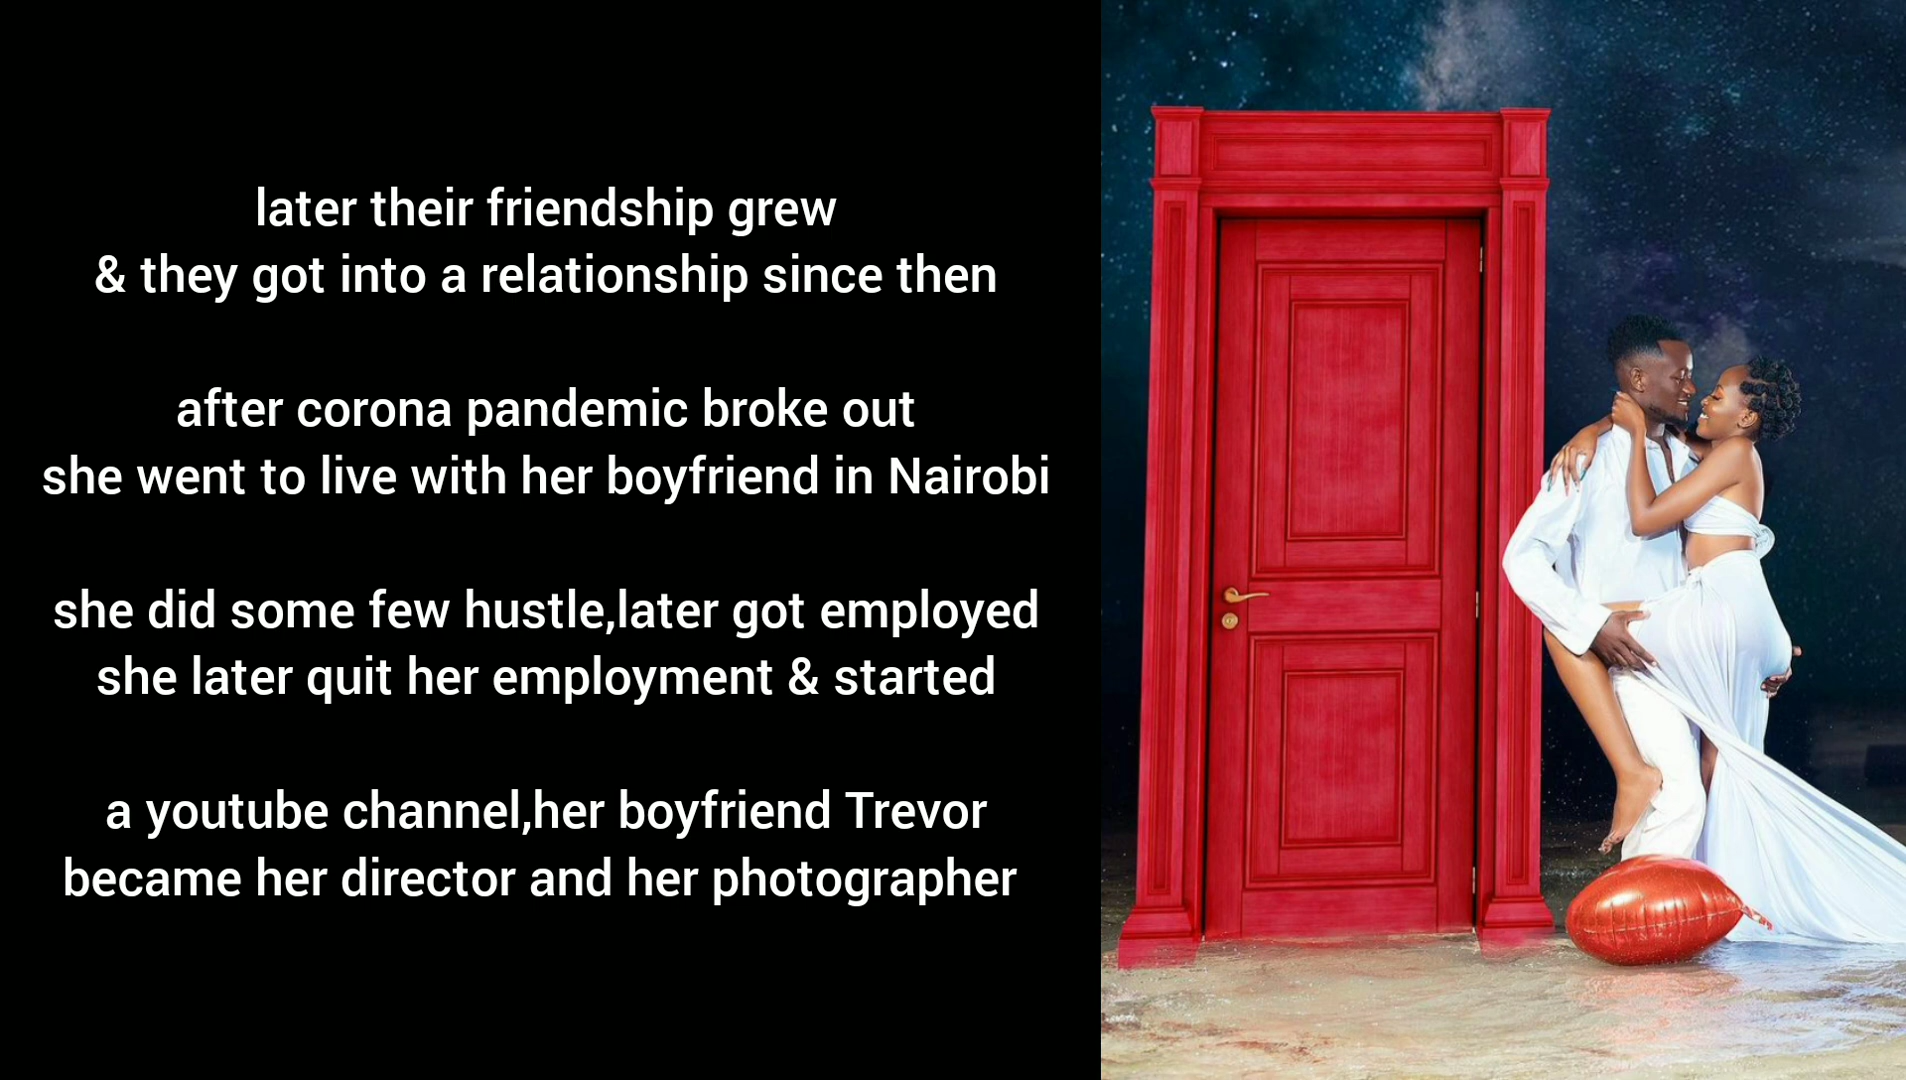 later their friendship grew
& they got into a relationship since then
after corona pandemic broke out
she went to live with her boyfriend in Nairobi
she did some few hustle,later got employed
she later quit her employment & started
a youtube channel,her boyfriend Trevor
became her director and her photographer